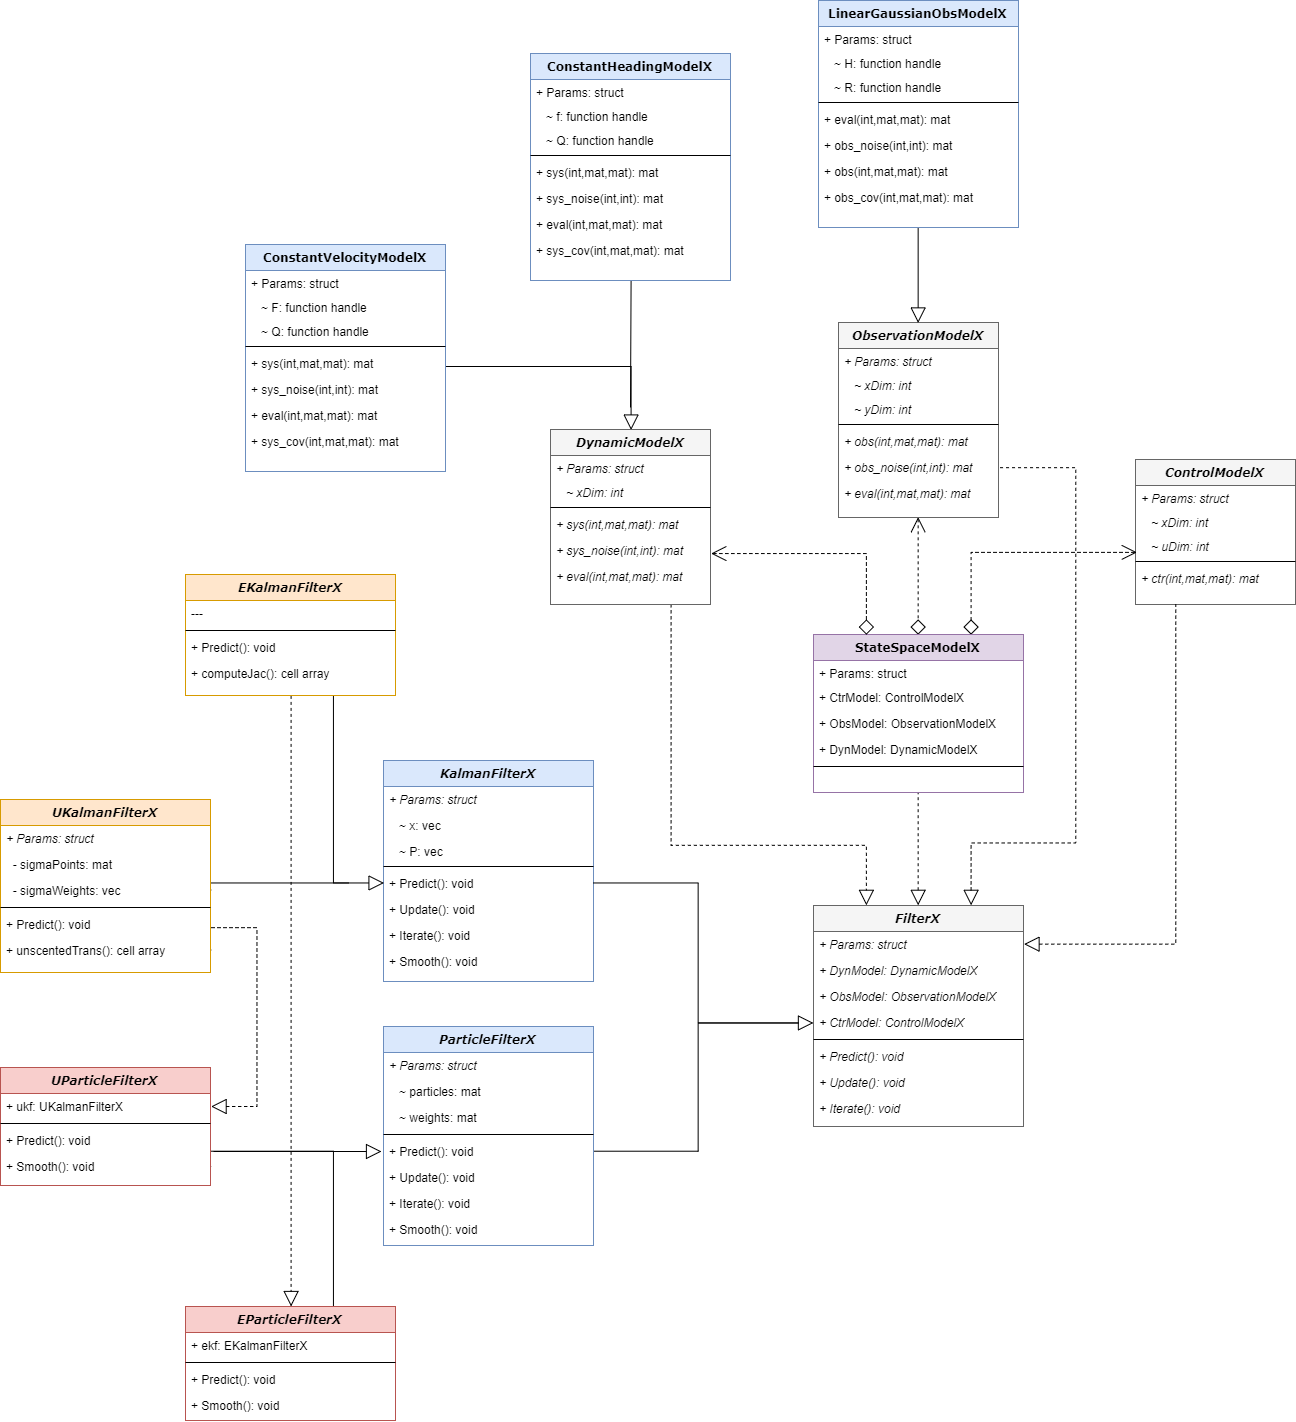 LinearGaussianObsModelX
+ Params: struct
~ H: function handle
~ R: function handle
+ eval(int,mat,mat): mat
+ obs_noise(int,int): mat
+ obs(int,mat,mat): mat
+ obs_cov(int,mat,mat): mat
ConstantHeadingModelX
+ Params: struct
~ f: function handle
~ Q: function handle
+ sys(int,mat,mat): mat
+ sys_noise(int,int): mat
+ eval(int,mat,mat): mat
+ sys_cov(int,mat,mat): mat
ConstantVelocityModelX
+ Params: struct
~ F: function handle
~ Q: function handle
+ sys(int,mat,mat): mat
+ sys_noise(int,int): mat
+ eval(int,mat,mat): mat
+ sys_cov(int,mat,mat): mat
ObservationModelX
+ Params: struct
~ xDim: int
~ yDim: int
+ obs(int,mat,mat): mat
+ obs_noise(int,int): mat
+ eval(int,mat,mat): mat
DynamicModelX
+ Params: struct
~ xDim: int
+ sys(int,mat,mat): mat
+ sys_noise(int,int): mat
+ eval(int,mat,mat): mat
ControlModelX
+ Params: struct
~ xDim: int
~ uDim: int
+ ctr(int,mat,mat): mat
EKalmanFilterX
---
+ Predict(): void
+ computeJac(): cell array
StateSpaceModelX
+ Params: struct
+ CtrModel: ControlModelX
+ ObsModel: ObservationModelX
+ DynModel: DynamicModelX
KalmanFilterX
+ Params: struct
~ x: vec
~ P: vec
+ Predict(): void
+ Update(): void
+ Iterate(): void
+ Smooth(): void
UKalmanFilterX
+ Params: struct
- sigmaPoints: mat
- sigmaWeights: vec
+ Predict(): void
+ unscentedTrans(): cell array
FilterX
+ Params: struct
+ DynModel: DynamicModelX
+ ObsModel: ObservationModelX
+ CtrModel: ControlModelX
+ Predict(): void
+ Update(): void
+ Iterate(): void
ParticleFilterX
+ Params: struct
~ particles: mat
~ weights: mat
+ Predict(): void
+ Update(): void
+ Iterate(): void
+ Smooth(): void
UParticleFilterX
+ ukf: UKalmanFilterX
+ Predict(): void
+ Smooth(): void
EParticleFilterX
+ ekf: EKalmanFilterX
+ Predict(): void
+ Smooth(): void